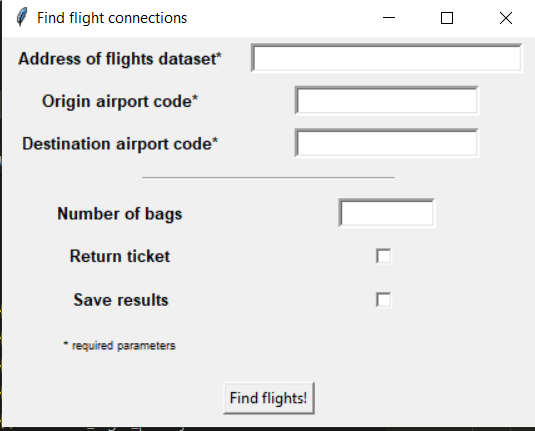 Find flight connections
Address of flights dataset*
Origin airport code*
Destination airport code*
Number of bags
Return ticket
Save results
* required parameters
Find flights!